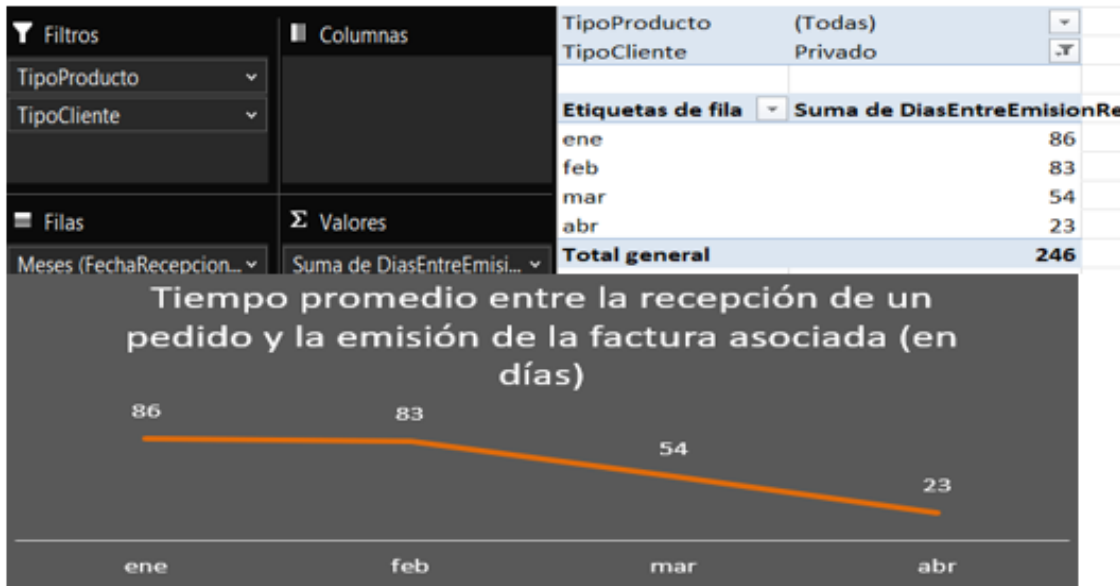 Filtros
Columnas
TipoProducto
TipoCliente
Filas
Σ Valores
Meses (FechaRecepcion...
Suma de DiasEntreEmisi...
TipoProducto (Todas)
TipoCliente Privado
Etiquetas de fila Suma de DiasEntreEmisionRe
ene 86
feb 83
mar 54
abr 23
Total general 246
Tiempo promedio entre la recepción de un
pedido y la emisión de la factura asociada (en
días)
86
83
54
23
ene feb mar abr